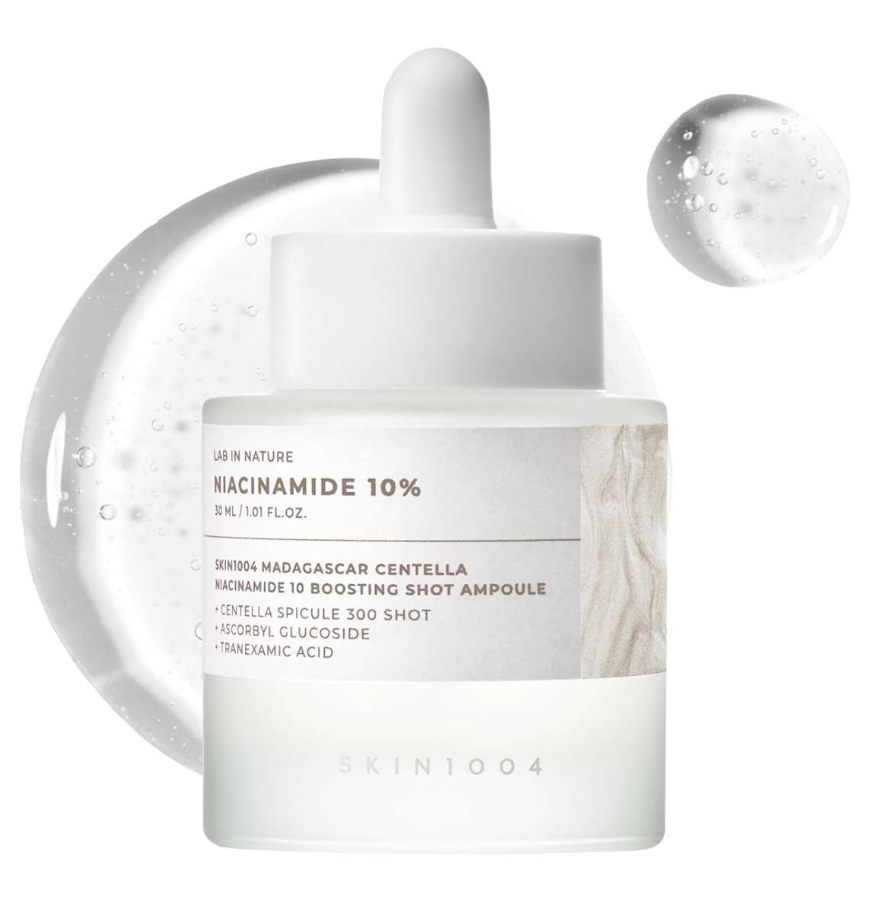 LAB IN NATURE
NIACINAMIDE 10%
30 ML / 1.01 FL.OZ.
SKIN1004 MADAGASCAR CENTELLA
NIACINAMIDE 10 BOOSTING SHOT AMPOULE
+ CENTELLA SPICULE 300 SHOT
+ ASCORBYL GLUCOSIDE
+ TRANEXAMIC ACID
SKIN1004